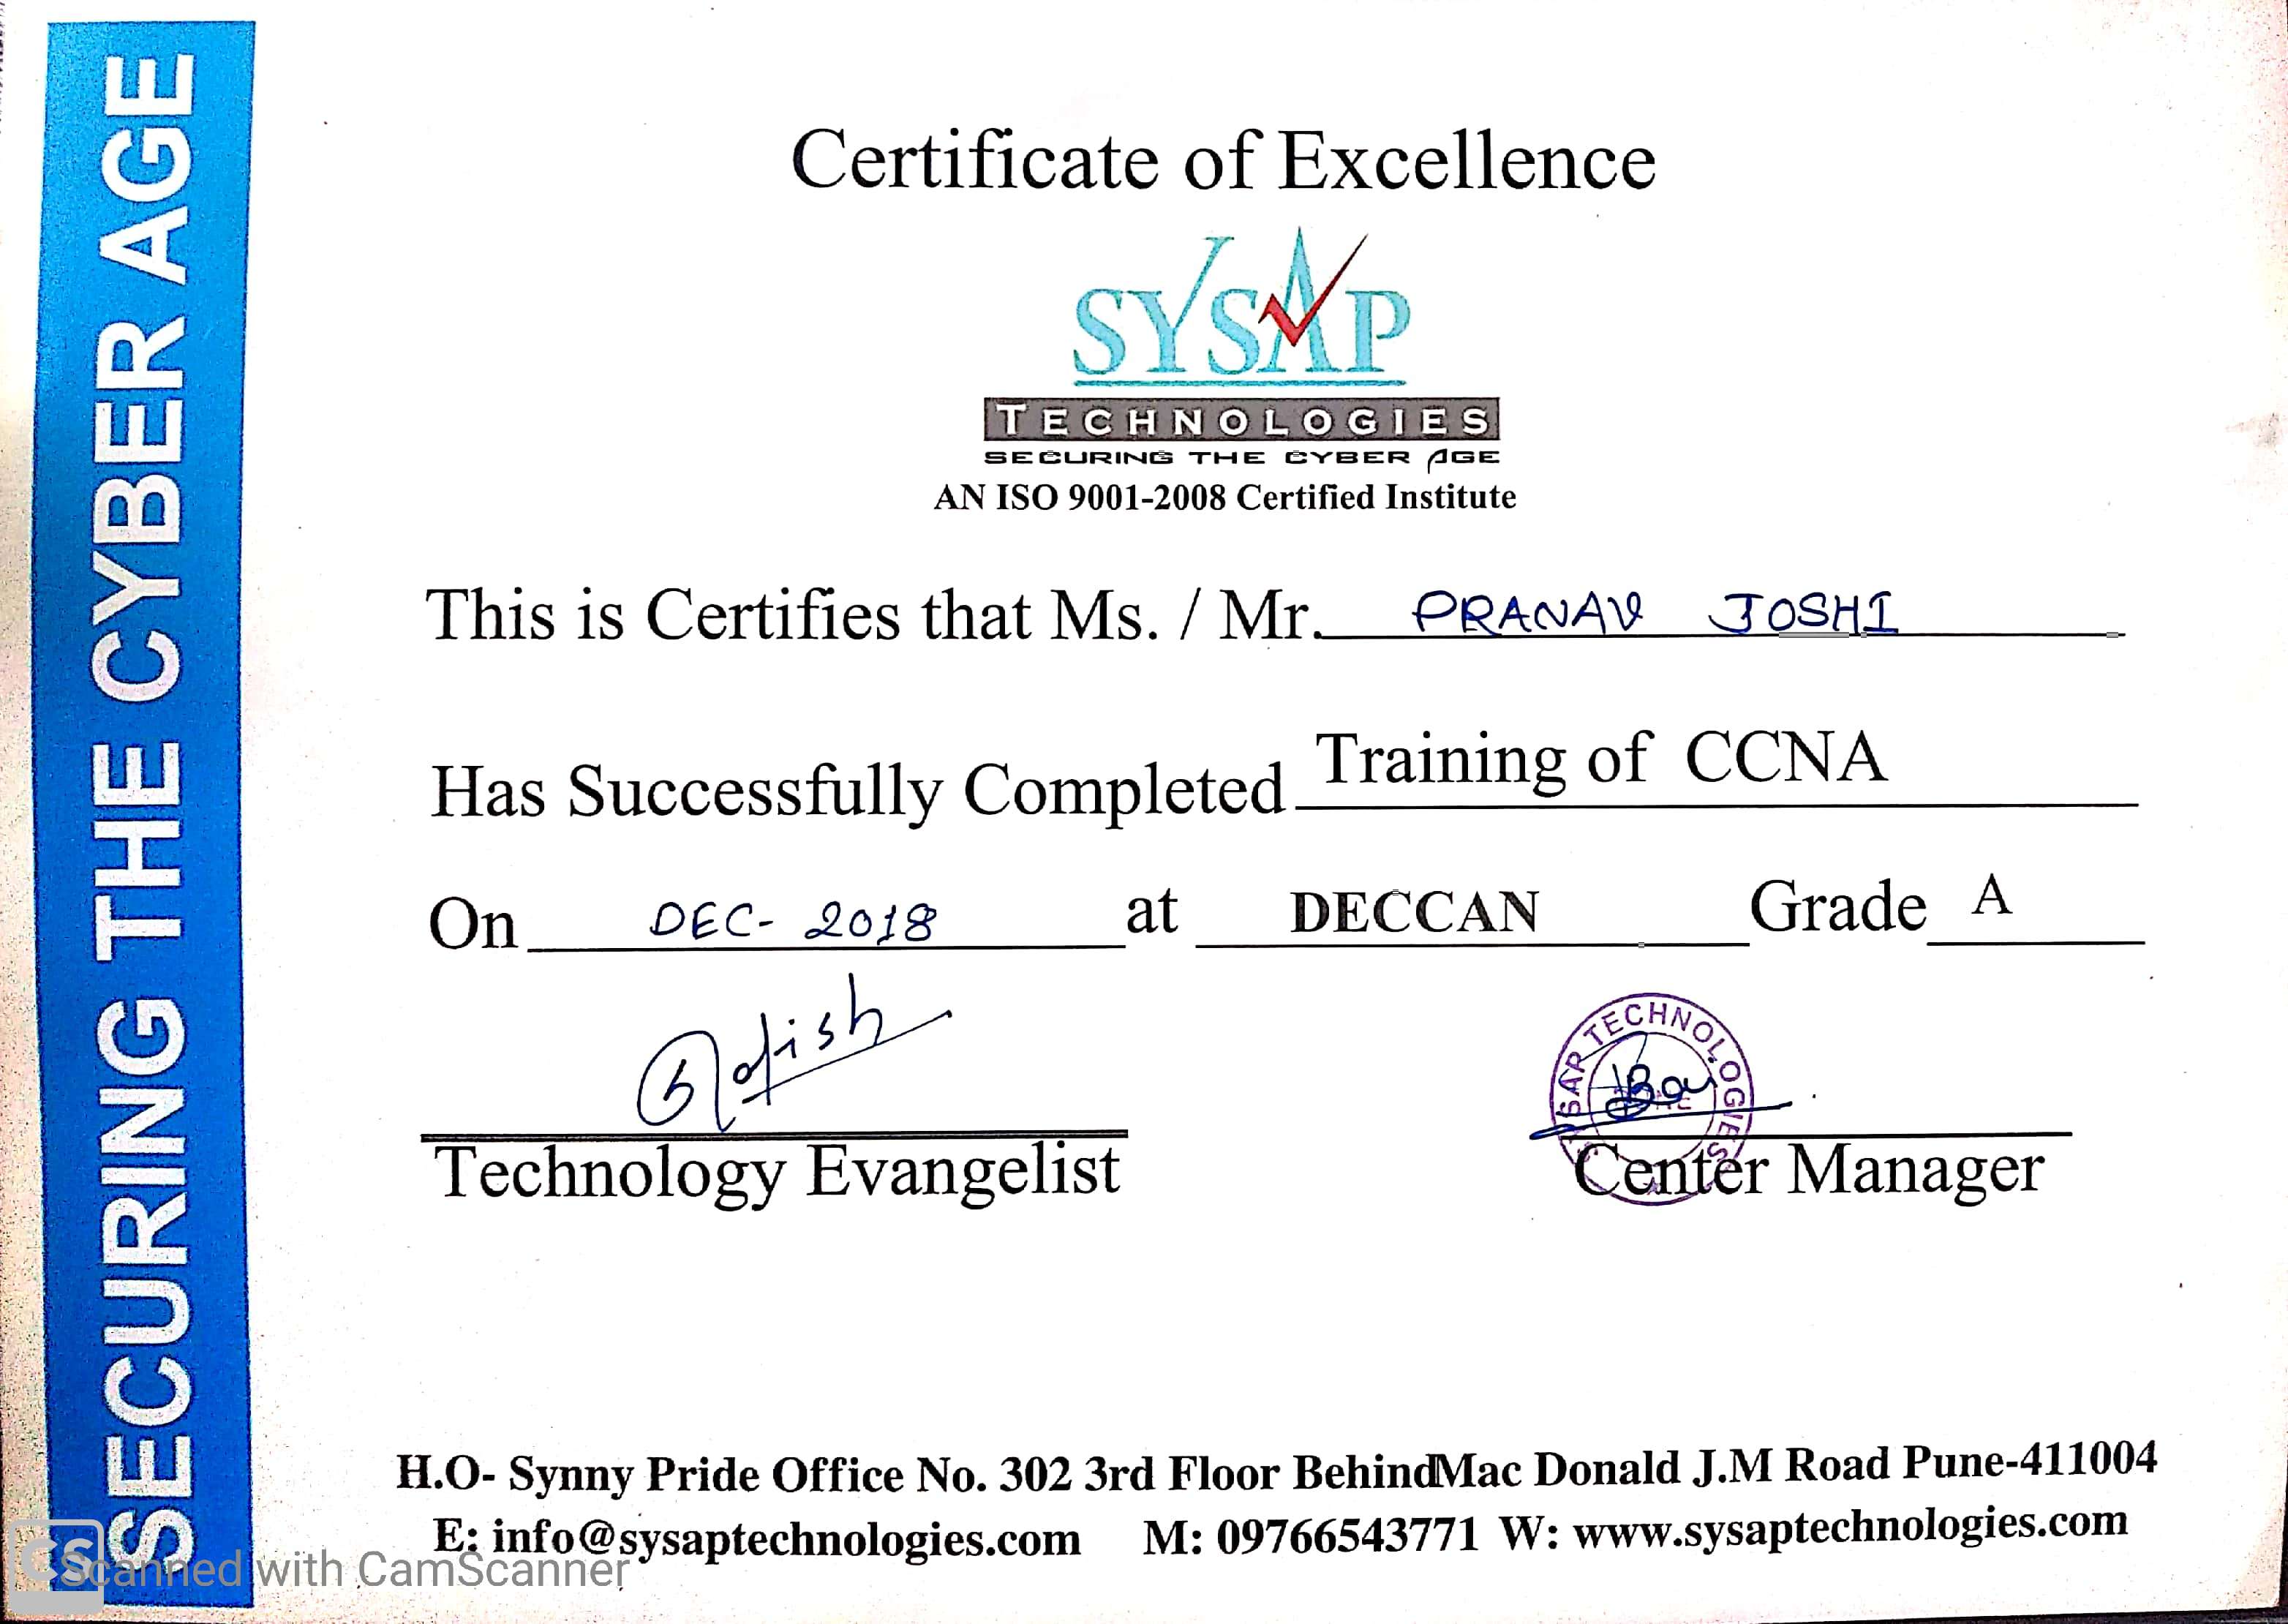 SECURING THE CYBER AGE
Certificate of Excellence
SYSAP
TECHNOLOGIES
SECURING THE CYBER AGE
AN ISO 9001-2008 Certified Institute
This is Certifies that Ms. / Mr. PRANAV JOSHI
Has Successfully Completed Training of CCNA
On DEC- 2018 at DECCAN Grade A
SYSAP TECHNOLOGIES
Technology Evangelist
Center Manager
H.O- Synny Pride Office No. 302 3rd Floor Behind Mac Donald J.M Road Pune-411004
E: info@sysaptechnologies.com M: 09766543771 W: www.sysaptechnologies.com
CS Scanned with CamScanner